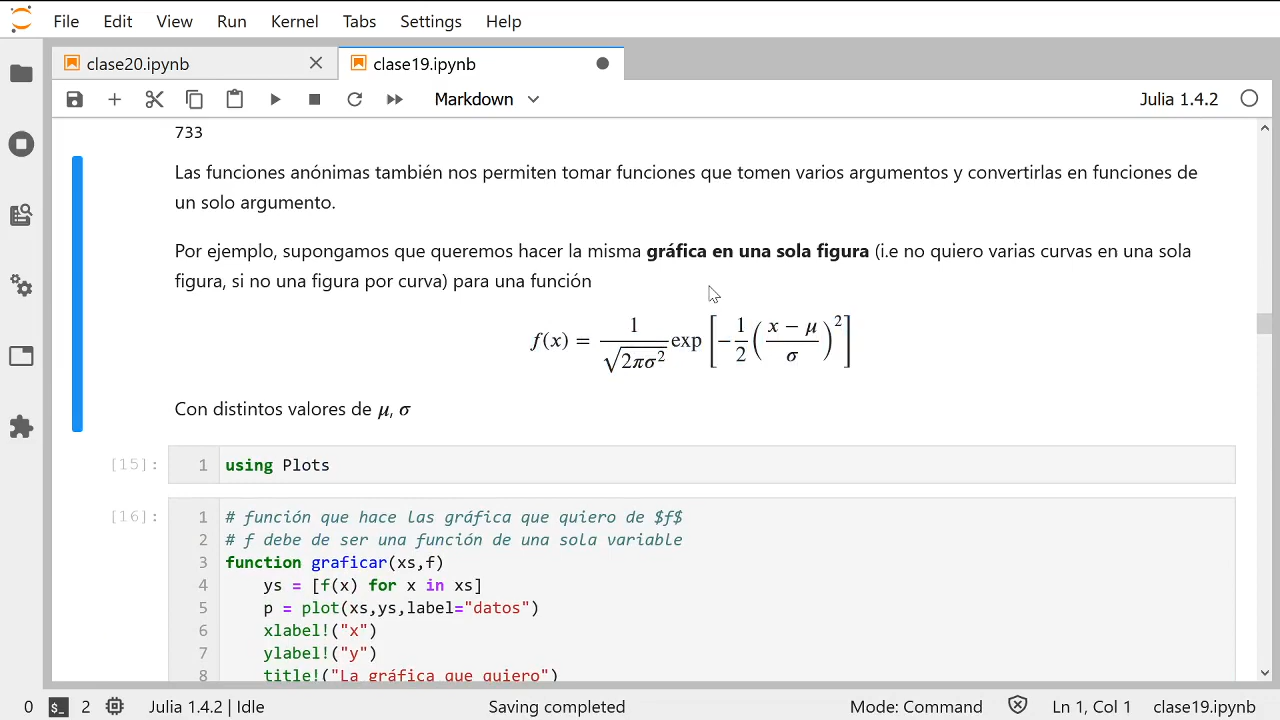 File Edit View Run Kernel Tabs Settings Help
clase20.ipynb
clase19.ipynb
Markdown
Julia 1.4.2
733
Las funciones anónimas también nos permiten tomar funciones que tomen varios argumentos y convertirlas en funciones de
un solo argumento.
Por ejemplo, supongamos que queremos hacer la misma gráfica en una sola figura (i.e no quiero varias curvas en una sola
figura, si no una figura por curva) para una función
f(x) = 1/√(2πσ²) exp [−1/2 ((x − μ)/σ)²]
Con distintos valores de μ, σ
[15]: 1 using Plots
[16]: 1 # función que hace las gráfica que quiero de $f$
2 # f debe de ser una función de una sola variable
3 function graficar(xs,f)
4 ys = [f(x) for x in xs]
5 p = plot(xs,ys,label="datos")
6 xlabel!("x")
7 ylabel!("y")
8 title!("La gráfica que quiero")
0 $_ 2 Julia 1.4.2 | Idle Saving completed Mode: Command Ln 1, Col 1 clase19.ipynb